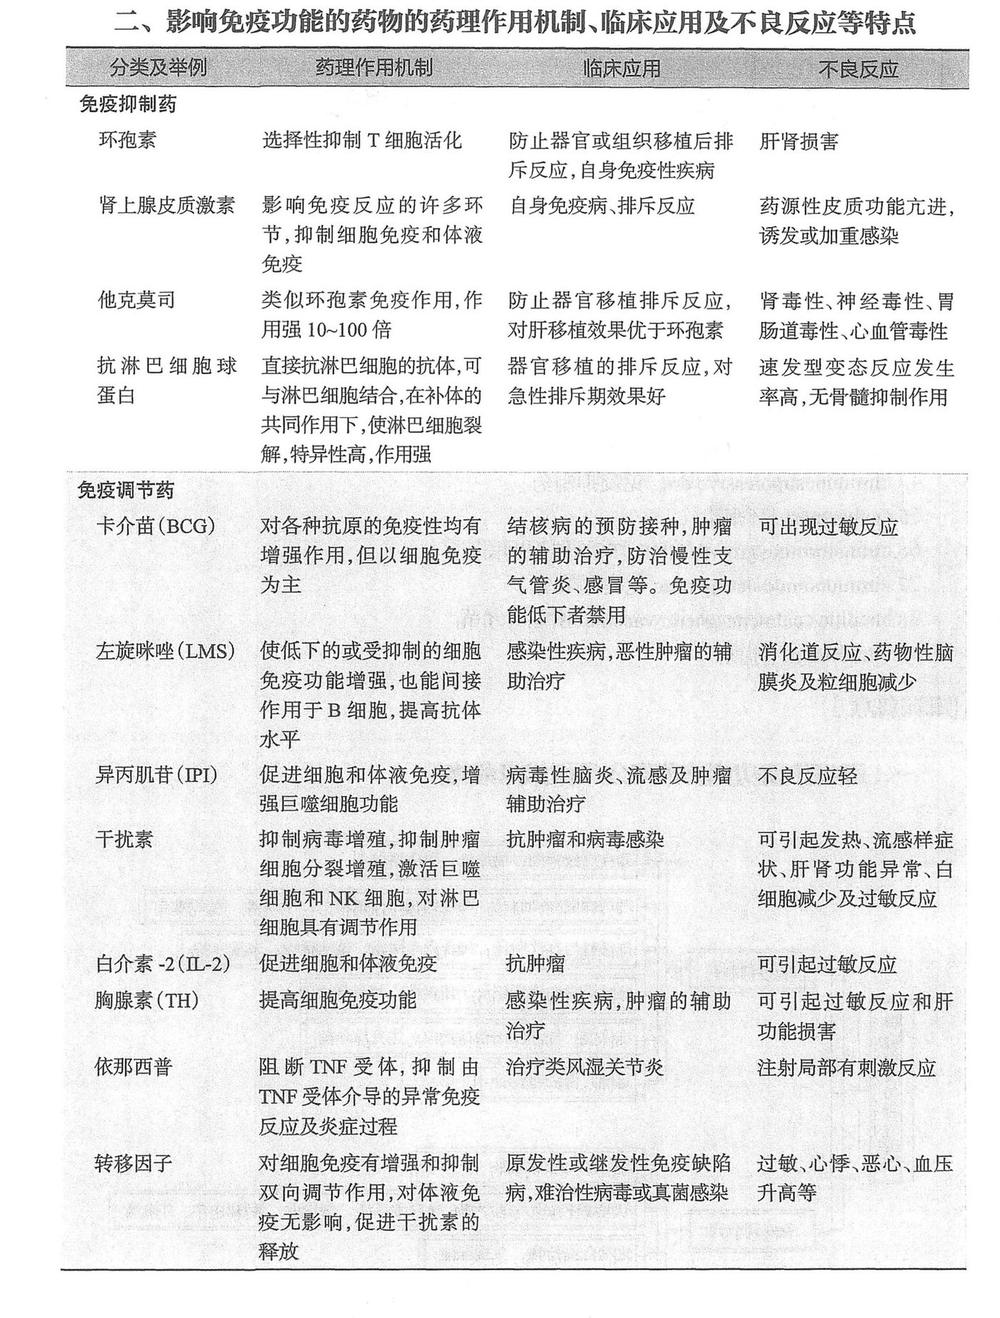 二、影响免疫功能的药物的药理作用机制、临床应用及不良反应等特点
分类及举例 药理作用机制 临床应用 不良反应
免疫抑制药
环孢素 选择性抑制 T 细胞活化 防止器官或组织移植后排 肝肾损害
斥反应,自身免疫性疾病
肾上腺皮质激素 影响免疫反应的许多环 自身免疫病、排斥反应 药源性皮质功能亢进,
节,抑制细胞免疫和体液 诱发或加重感染
免疫
他克莫司 类似环孢素免疫作用,作 防止器官移植排斥反应, 肾毒性、神经毒性、胃
用强 10~100 倍 对肝移植效果优于环孢素 肠道毒性、心血管毒性
抗淋巴细胞球 直接抗淋巴细胞的抗体,可 器官移植的排斥反应,对 速发型变态反应发生
蛋白 与淋巴细胞结合,在补体的 急性排斥期效果好 率高,无骨髓抑制作用
共同作用下,使淋巴细胞裂
解,特异性高,作用强
免疫调节药
卡介苗(BCG) 对各种抗原的免疫性均有 结核病的预防接种,肿瘤 可出现过敏反应
增强作用,但以细胞免疫 的辅助治疗,防治慢性支
为主 气管炎、感冒等。免疫功
能低下者禁用
左旋咪唑(LMS) 使低下的或受抑制的细胞 感染性疾病,恶性肿瘤的辅 消化道反应、药物性脑
免疫功能增强,也能间接 助治疗 膜炎及粒细胞减少
作用于 B 细胞,提高抗体
水平
异丙肌苷(IPI) 促进细胞和体液免疫,增 病毒性脑炎、流感及肿瘤 不良反应轻
强巨噬细胞功能 辅助治疗
干扰素 抑制病毒增殖,抑制肿瘤 抗肿瘤和病毒感染 可引起发热、流感样症
细胞分裂增殖,激活巨噬 状、肝肾功能异常、白
细胞和 NK 细胞,对淋巴 细胞减少及过敏反应
细胞具有调节作用
白介素 -2(IL-2) 促进细胞和体液免疫 抗肿瘤 可引起过敏反应
胸腺素(TH) 提高细胞免疫功能 感染性疾病,肿瘤的辅助 可引起过敏反应和肝
治疗 功能损害
依那西普 阻断 TNF 受体,抑制由 治疗类风湿关节炎 注射局部有刺激反应
TNF 受体介导的异常免疫
反应及炎症过程
转移因子 对细胞免疫有增强和抑制 原发性或继发性免疫缺陷 过敏、心悸、恶心、血压
双向调节作用,对体液免 病,难治性病毒或真菌感染 升高等
疫无影响,促进干扰素的
释放